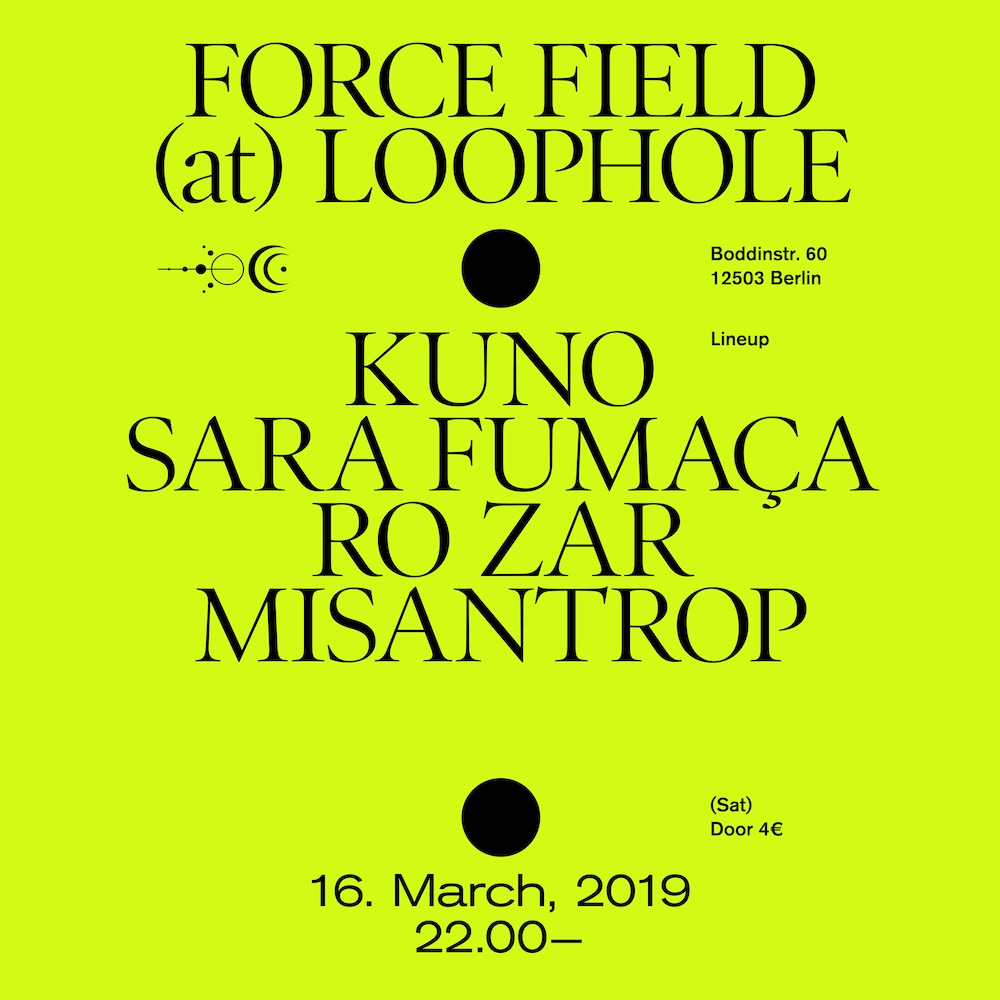 FORCE FIELD
(at) LOOPHOLE
Boddinstr. 60
12503 Berlin
Lineup
KUNO
SARA FUMAÇA
RO ZAR
MISANTROP
(Sat)
Door 4€
16. March, 2019
22.00—